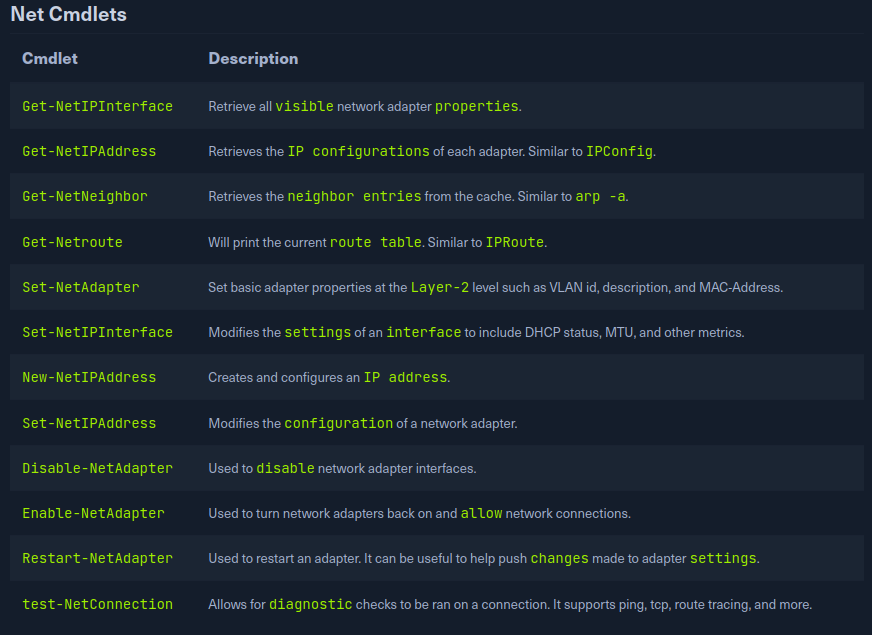 Net Cmdlets
Cmdlet Description
Get-NetIPInterface Retrieve all visible network adapter properties.
Get-NetIPAddress Retrieves the IP configurations of each adapter. Similar to IPConfig.
Get-NetNeighbor Retrieves the neighbor entries from the cache. Similar to arp -a.
Get-Netroute Will print the current route table. Similar to IPRoute.
Set-NetAdapter Set basic adapter properties at the Layer-2 level such as VLAN id, description, and MAC-Address.
Set-NetIPInterface Modifies the settings of an interface to include DHCP status, MTU, and other metrics.
New-NetIPAddress Creates and configures an IP address.
Set-NetIPAddress Modifies the configuration of a network adapter.
Disable-NetAdapter Used to disable network adapter interfaces.
Enable-NetAdapter Used to turn network adapters back on and allow network connections.
Restart-NetAdapter Used to restart an adapter. It can be useful to help push changes made to adapter settings.
test-NetConnection Allows for diagnostic checks to be ran on a connection. It supports ping, tcp, route tracing, and more.